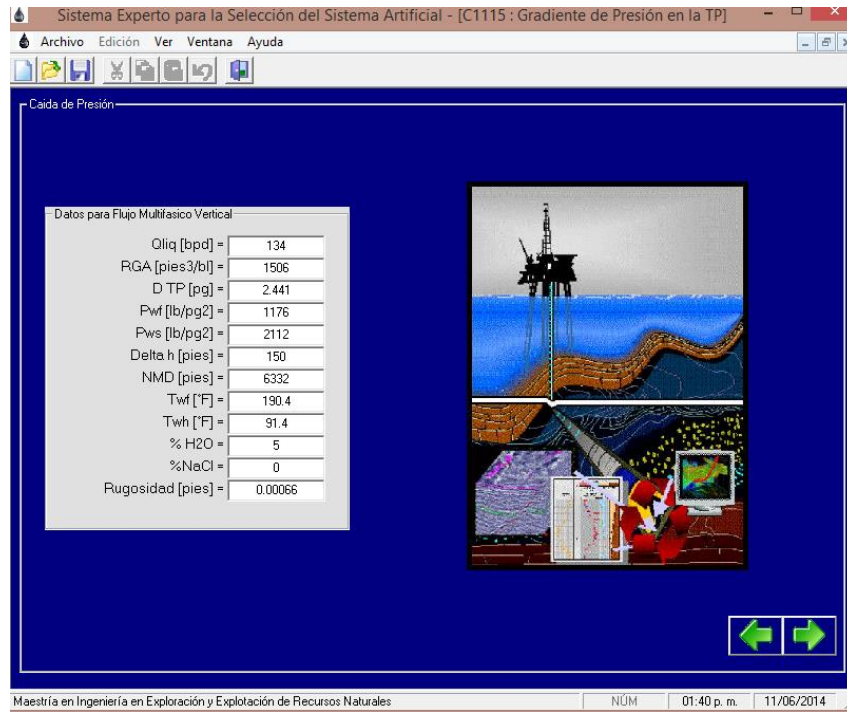 Sistema Experto para la Selección del Sistema Artificial - [C1115 : Gradiente de Presión en la TP]
Archivo Edición Ver Ventana Ayuda
Caida de Presión
Datos para Flujo Multifasico Vertical
Qliq [bpd] = 134
RGA [pies3/bl] = 1506
D TP [pg] = 2.441
Pwf [lb/pg2] = 1176
Pws [lb/pg2] = 2112
Delta h [pies] = 150
NMD [pies] = 6332
Twf [°F] = 190.4
Twh [°F] = 91.4
% H2O = 5
%NaCl = 0
Rugosidad [pies] = 0.00066
Maestría en Ingeniería en Exploración y Explotación de Recursos Naturales NÚM 01:40 p. m. 11/06/2014